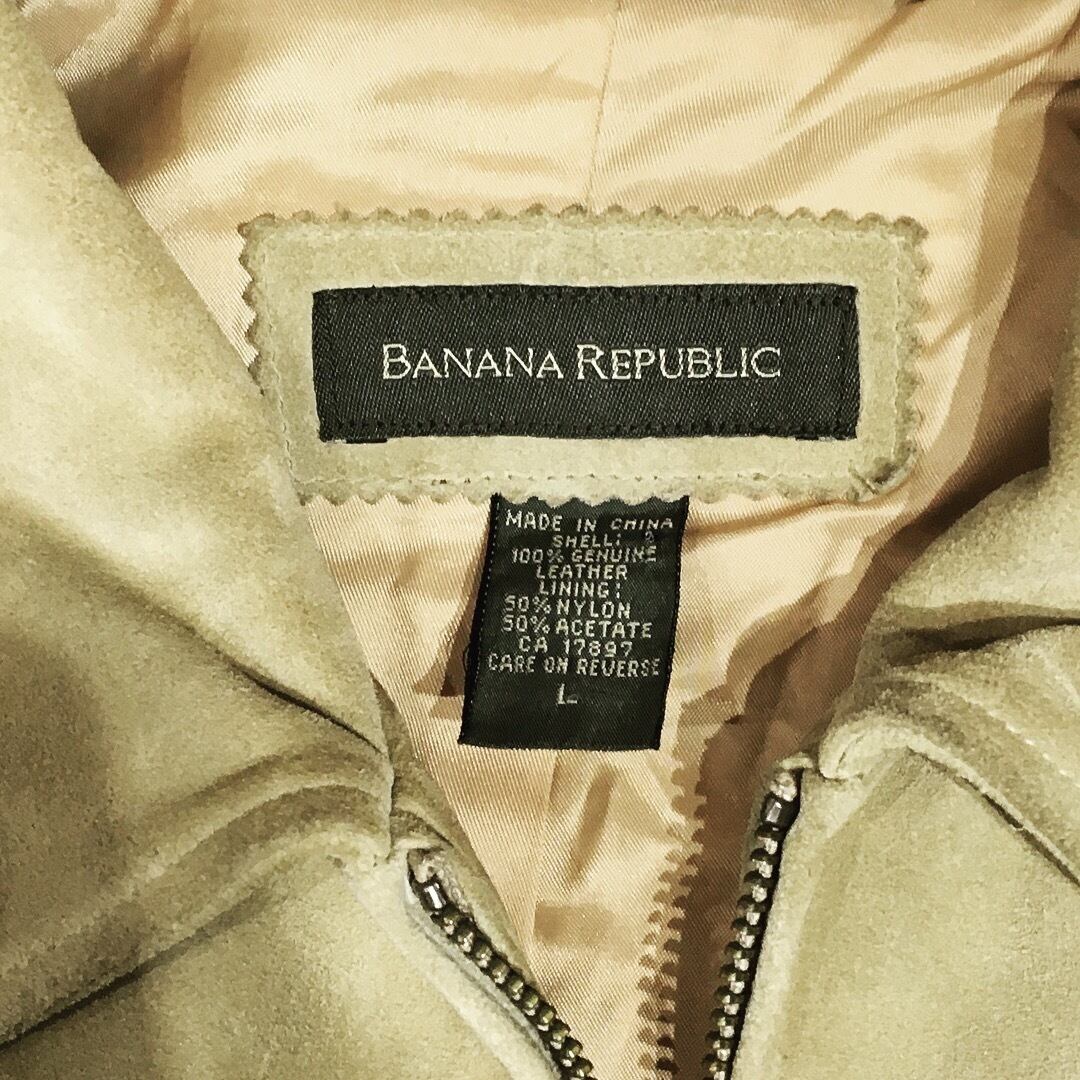 BANANA REPUBLIC
MADE IN CHINA
SHELL:
100% GENUINE
LEATHER
LINING:
50% NYLON
50% ACETATE
CA 17897
CARE ON REVERSE
L